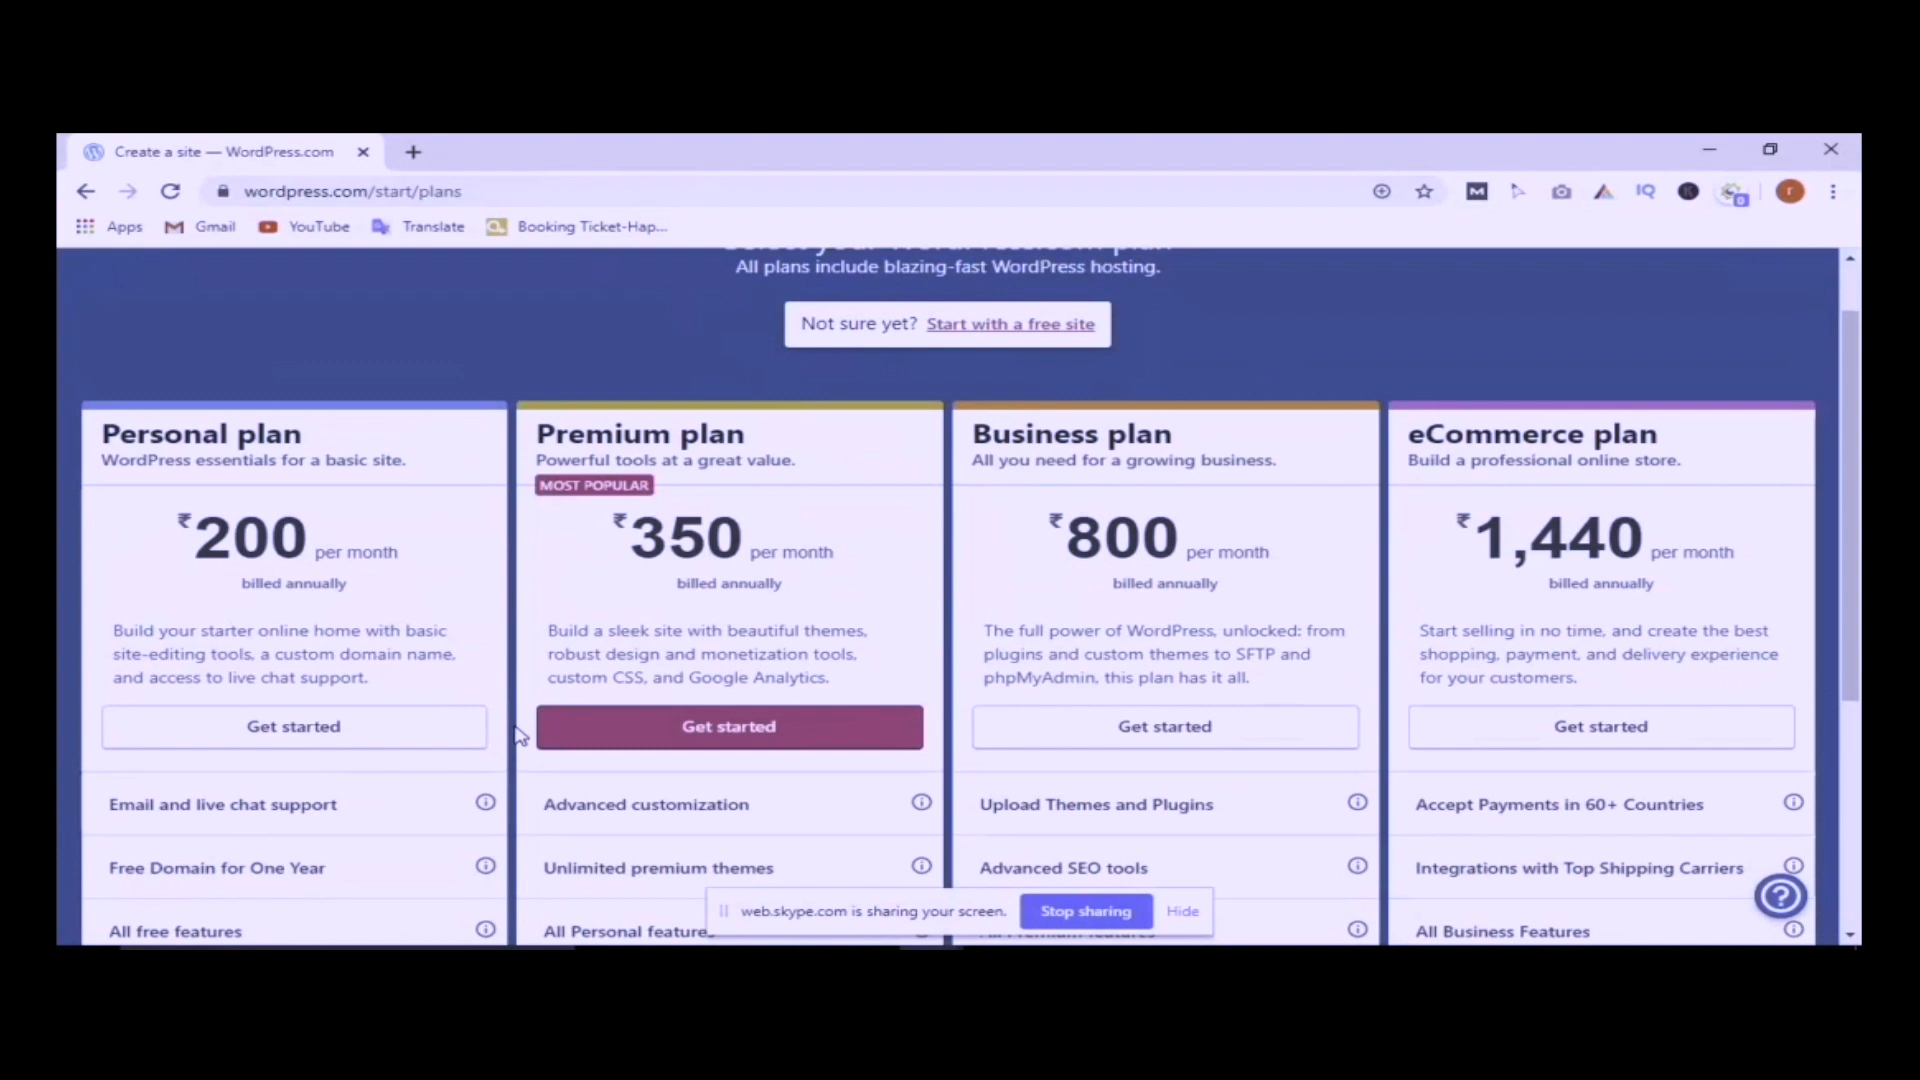 Create a site — WordPress.com
wordpress.com/start/plans
Apps
Gmail
YouTube
Translate
Booking Ticket-Hap...
All plans include blazing-fast WordPress hosting.
Not sure yet? Start with a free site
Personal plan
WordPress essentials for a basic site.
₹200 per month
billed annually
Build your starter online home with basic
site-editing tools, a custom domain name,
and access to live chat support.
Get started
Email and live chat support
Free Domain for One Year
All free features
Premium plan
Powerful tools at a great value.
MOST POPULAR
₹350 per month
billed annually
Build a sleek site with beautiful themes,
robust design and monetization tools,
custom CSS, and Google Analytics.
Get started
Advanced customization
Unlimited premium themes
All Personal features
Business plan
All you need for a growing business.
₹800 per month
billed annually
The full power of WordPress, unlocked: from
plugins and custom themes to SFTP and
phpMyAdmin, this plan has it all.
Get started
Upload Themes and Plugins
Advanced SEO tools
eCommerce plan
Build a professional online store.
₹1,440 per month
billed annually
Start selling in no time, and create the best
shopping, payment, and delivery experience
for your customers.
Get started
Accept Payments in 60+ Countries
Integrations with Top Shipping Carriers
All Business Features
web.skype.com is sharing your screen.
Stop sharing
Hide